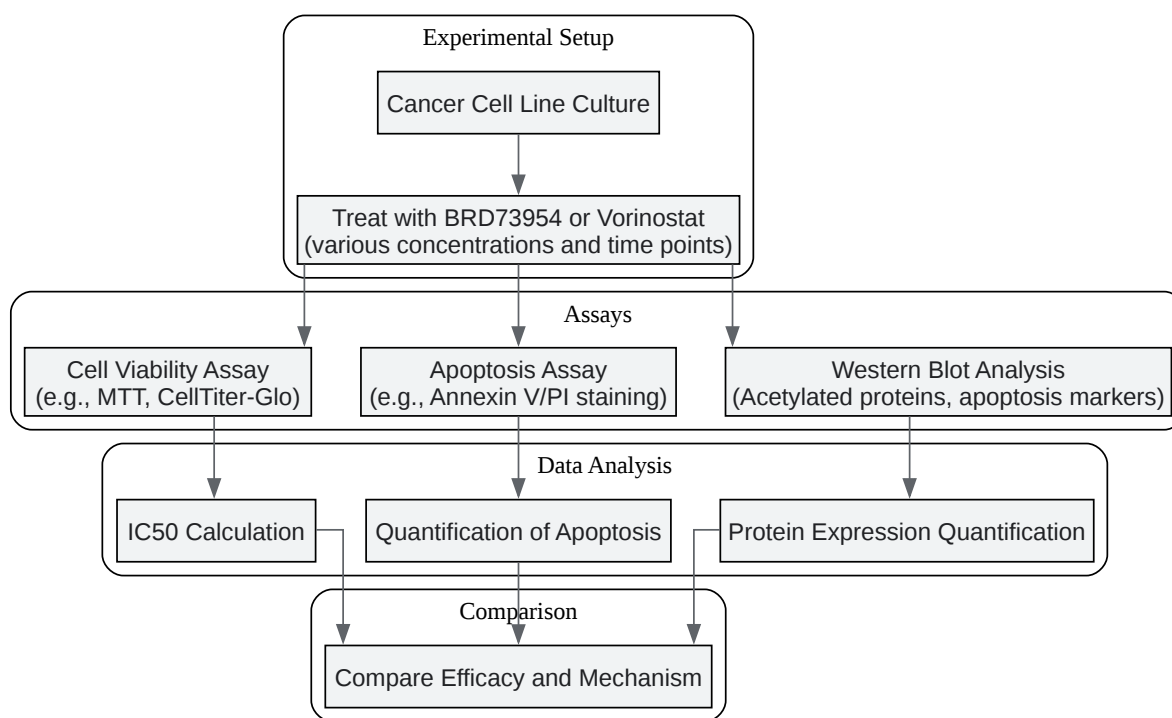 Experimental Setup
Cancer Cell Line Culture
Treat with BRD73954 or Vorinostat
(various concentrations and time points)
Assays
Cell Viability Assay
(e.g., MTT, CellTiter-Glo)
Apoptosis Assay
(e.g., Annexin V/PI staining)
Western Blot Analysis
(Acetylated proteins, apoptosis markers)
Data Analysis
IC50 Calculation
Quantification of Apoptosis
Protein Expression Quantification
Comparison
Compare Efficacy and Mechanism